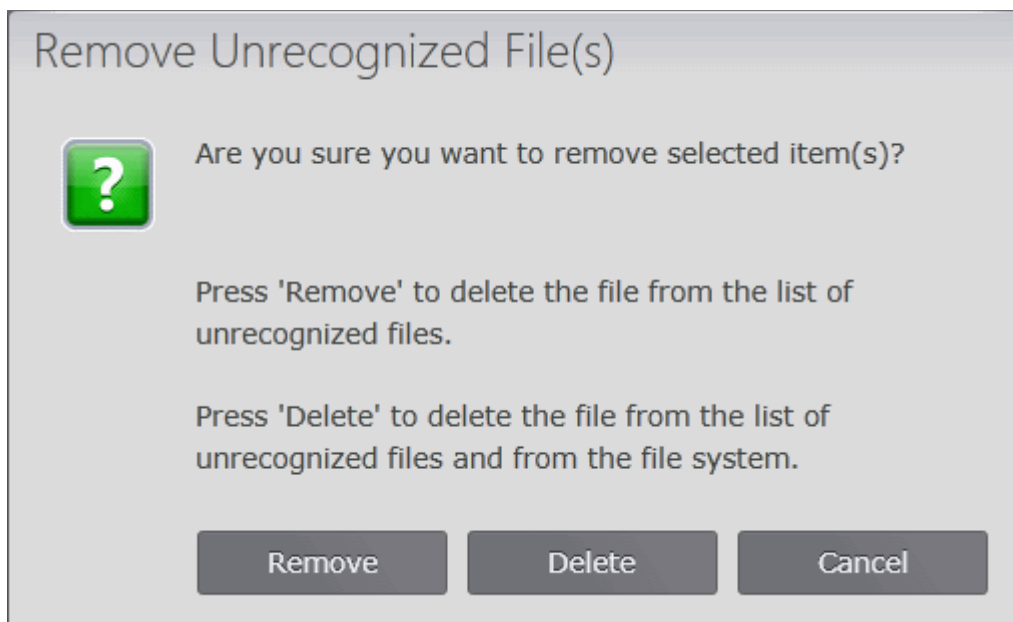 Remove Unrecognized File(s)
?
Are you sure you want to remove selected item(s)?
Press 'Remove' to delete the file from the list of
unrecognized files.
Press 'Delete' to delete the file from the list of
unrecognized files and from the file system.
Remove Delete Cancel